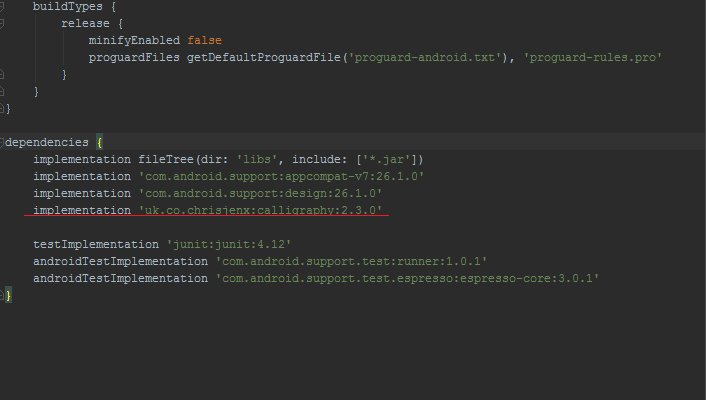 buildTypes {
release {
minifyEnabled false
proguardFiles getDefaultProguardFile('proguard-android.txt'), 'proguard-rules.pro'
}
}
}
dependencies {
implementation fileTree(dir: 'libs', include: ['*.jar'])
implementation 'com.android.support:appcompat-v7:26.1.0'
implementation 'com.android.support:design:26.1.0'
implementation 'uk.co.chrisjenx:calligraphy:2.3.0'
testImplementation 'junit:junit:4.12'
androidTestImplementation 'com.android.support.test:runner:1.0.1'
androidTestImplementation 'com.android.support.test.espresso:espresso-core:3.0.1'
}